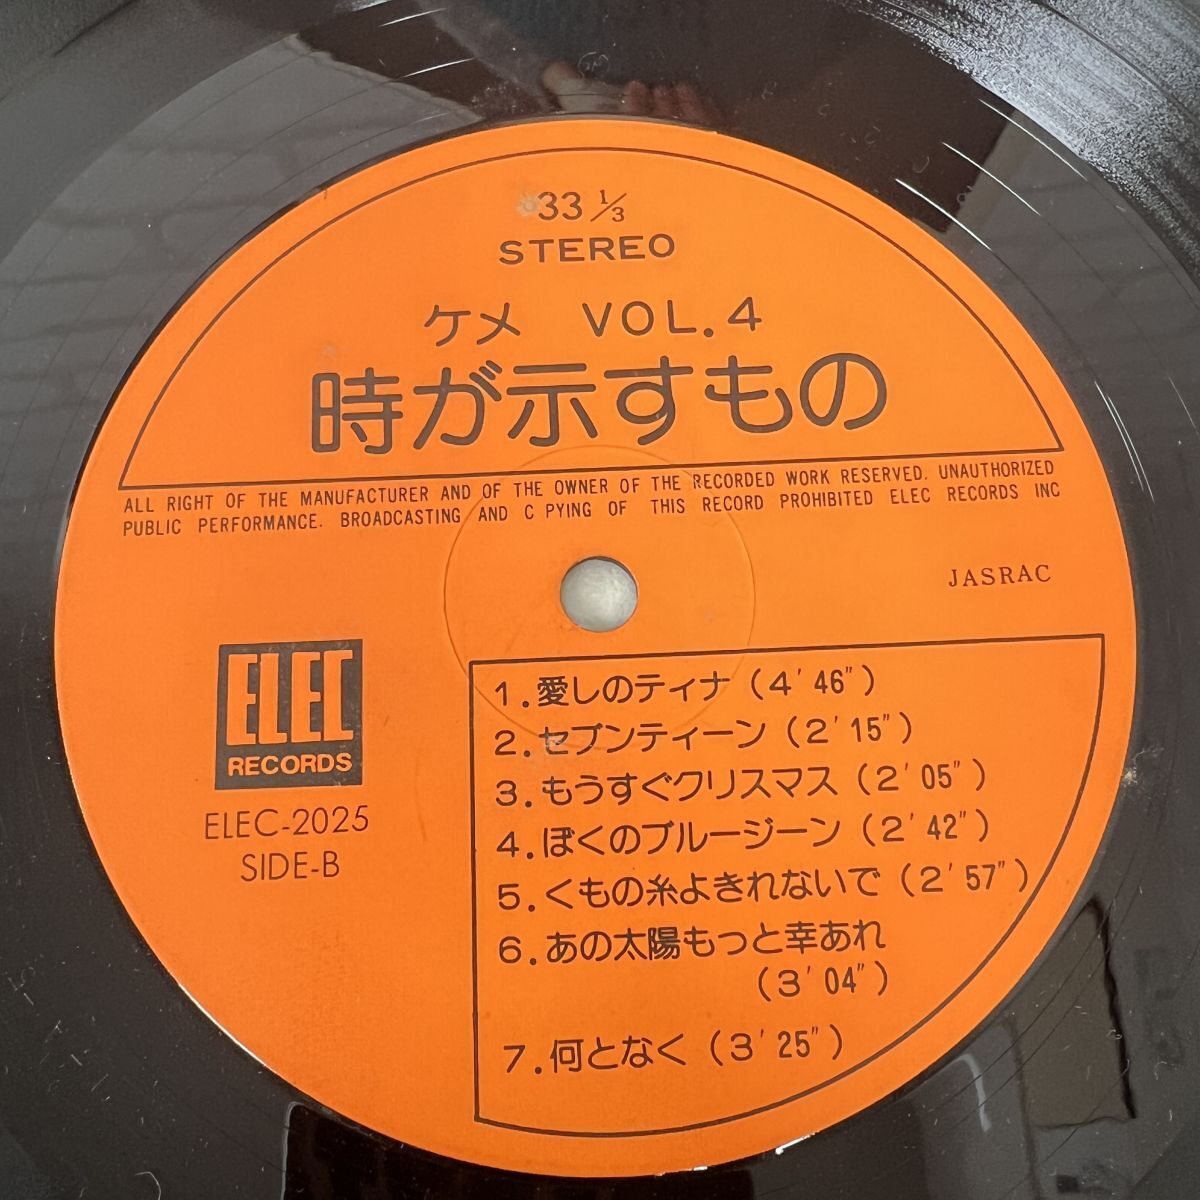 33 1/3
STEREO
ケメ VOL.4
時が示すもの
ALL RIGHT OF THE MANUFACTURER AND OF THE OWNER OF THE RECORDED WORK RESERVED. UNAUTHORIZED
PUBLIC PERFORMANCE. BROADCASTING AND C PYING OF THIS RECORD PROHIBITED ELEC RECORDS INC
JASRAC
ELEC
RECORDS
ELEC-2025
SIDE-B
1.愛しのティナ(4'46")
2.セブンティーン(2'15")
3.もうすぐクリスマス(2'05")
4.ぼくのブルージーン(2'42")
5.くもの糸よきれないで(2'57")
6.あの太陽もっと幸あれ
(3'04")
7.何となく(3'25")